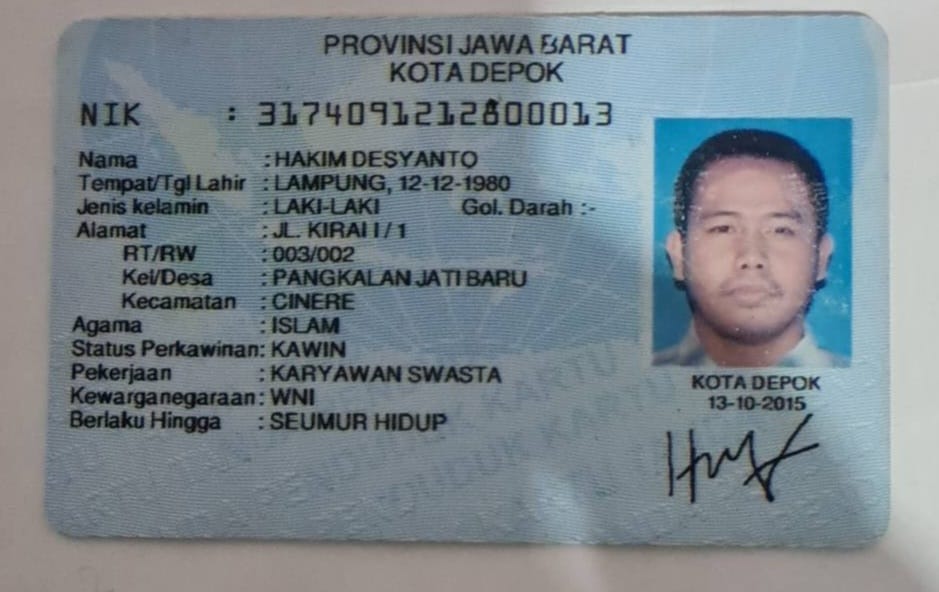 PROVINSI JAWA BARAT
KOTA DEPOK
NIK : 3174091212800013
Nama : HAKIM DESYANTO
Tempat/Tgl Lahir : LAMPUNG, 12-12-1980
Jenis kelamin : LAKI-LAKI Gol. Darah :-
Alamat : JL. KIRAI I / 1
RT/RW : 003/002
Kel/Desa : PANGKALAN JATI BARU
Kecamatan : CINERE
Agama : ISLAM
Status Perkawinan: KAWIN
Pekerjaan : KARYAWAN SWASTA
Kewarganegaraan: WNI
Berlaku Hingga : SEUMUR HIDUP
KOTA DEPOK
13-10-2015